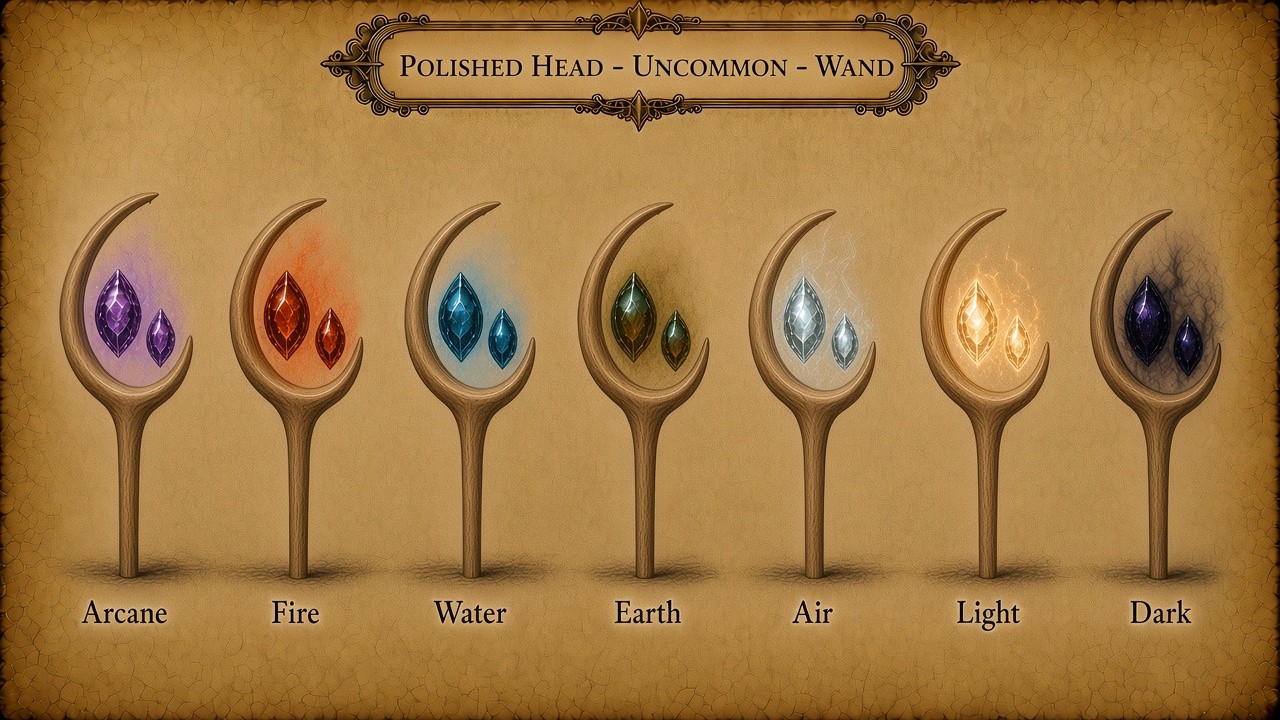 Polished Head - Uncommon - Wand
Arcane
Fire
Water
Earth
Air
Light
Dark